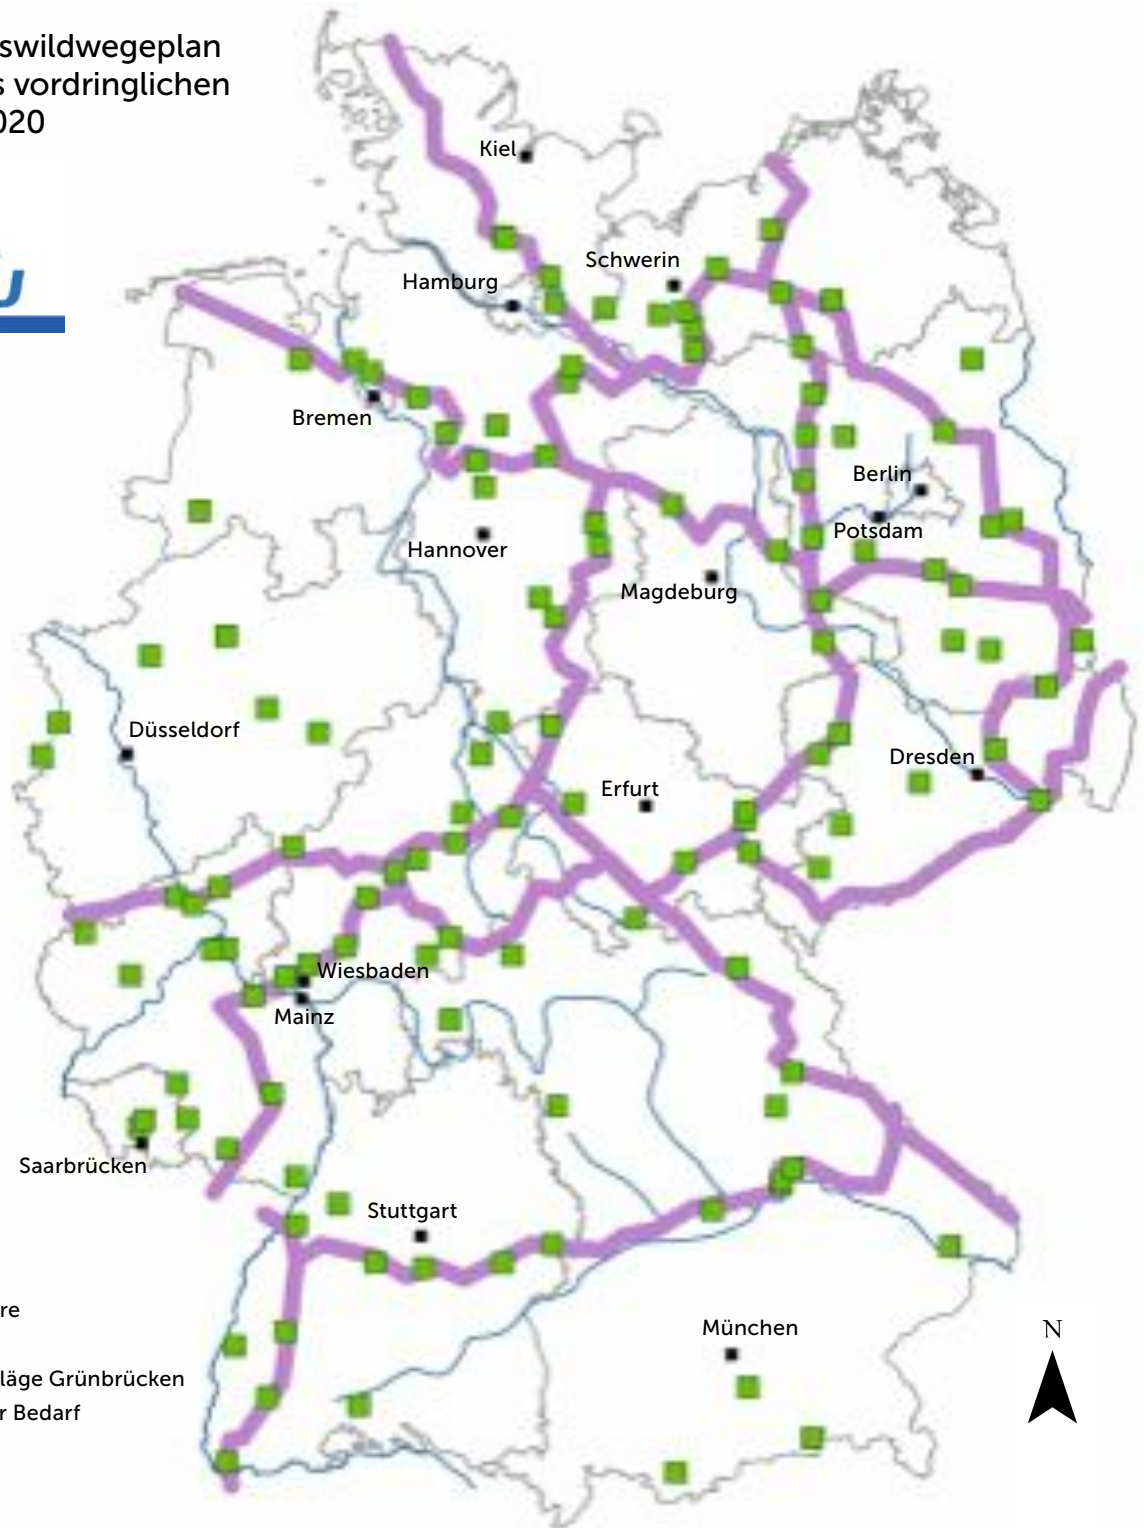 swildwegeplan
s vordringlichen
020
Kiel
Schwerin
Hamburg
Bremen
Berlin
Potsdam
Hannover
Magdeburg
Düsseldorf
Dresden
Erfurt
Wiesbaden
Mainz
Saarbrücken
Stuttgart
re
München
N
läge Grünbrücken
r Bedarf